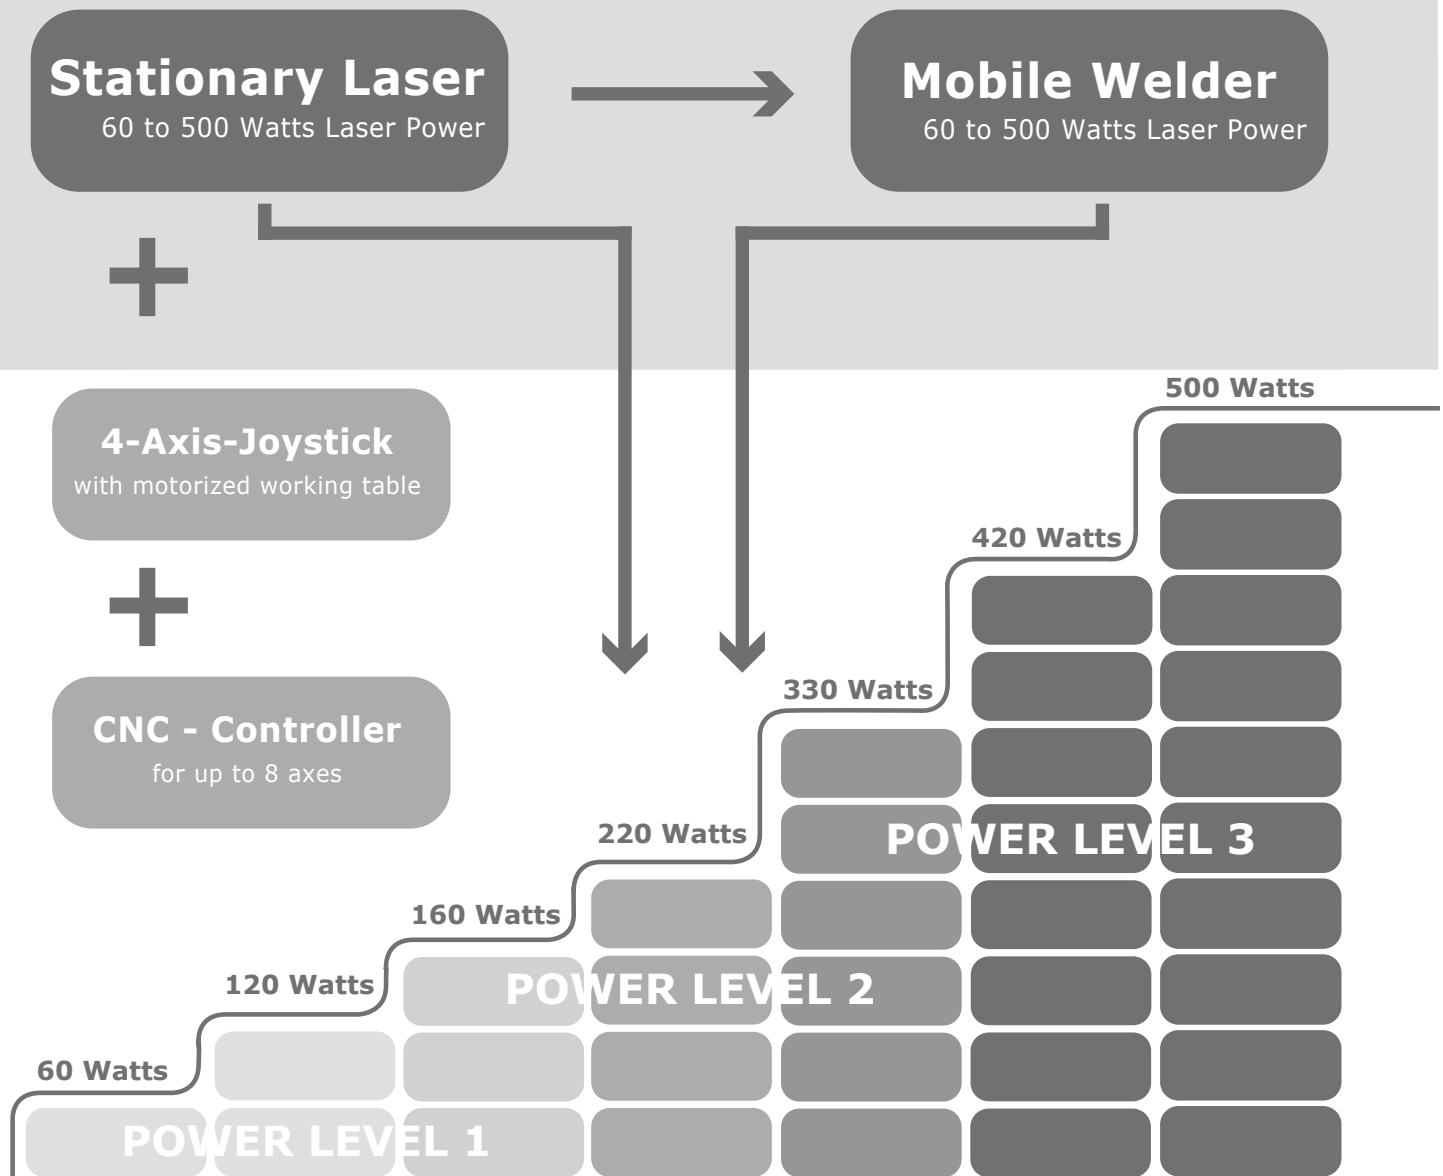 Stationary Laser
60 to 500 Watts Laser Power
Mobile Welder
60 to 500 Watts Laser Power
4-Axis-Joystick
with motorized working table
CNC - Controller
for up to 8 axes
500 Watts
420 Watts
330 Watts
220 Watts
160 Watts
120 Watts
60 Watts
POWER LEVEL 3
POWER LEVEL 2
POWER LEVEL 1